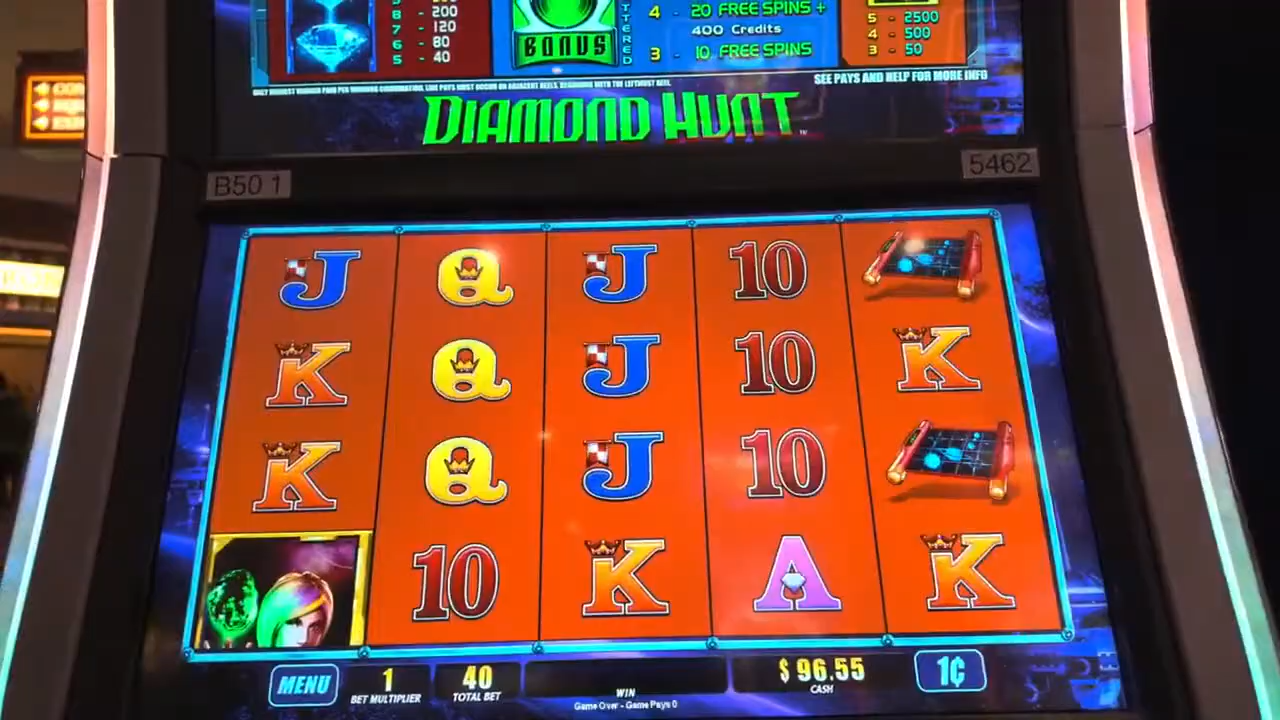 8 - 200
7 - 120
6 - 80
5 - 40
BONUS
TTERED
4 - 20 FREE SPINS +
400 Credits
3 - 10 FREE SPINS
5 - 2500
4 - 500
3 - 50
SEE PAYS AND HELP FOR MORE INFO
DIAMOND HUNT
TM
B50 1
5462
J Q J 10
K Q J 10 K
K Q J 10
10 K A K
MENU
1
BET MULTIPLIER
40
TOTAL BET
WIN
Game Over - Game Pays 0
$ 96.55
CASH
1¢